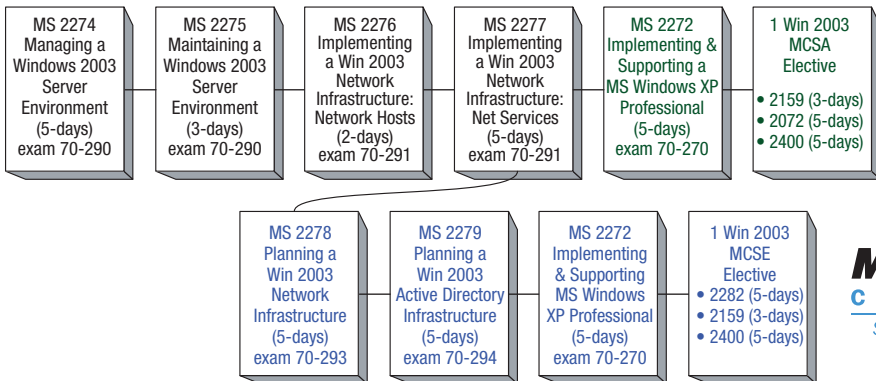 MS 2274
Managing a
Windows 2003
Server
Environment
(5-days)
exam 70-290
MS 2275
Maintaining a
Windows 2003
Server
Environment
(3-days)
exam 70-290
MS 2276
Implementing
a Win 2003
Network
Infrastructure:
Network Hosts
(2-days)
exam 70-291
MS 2277
Implementing
a Win 2003
Network
Infrastructure:
Net Services
(5-days)
exam 70-291
MS 2272
Implementing &
Supporting a
MS Windows XP
Professional
(5-days)
exam 70-270
1 Win 2003
MCSA
Elective
• 2159 (3-days)
• 2072 (5-days)
• 2400 (5-days)
MS 2278
Planning a
Win 2003
Network
Infrastructure
(5-days)
exam 70-293
MS 2279
Planning a
Win 2003
Active Directory
Infrastructure
(5-days)
exam 70-294
MS 2272
Implementing
& Supporting
MS Windows
XP Professional
(5-days)
exam 70-270
1 Win 2003
MCSE
Elective
• 2282 (5-days)
• 2159 (3-days)
• 2400 (5-days)